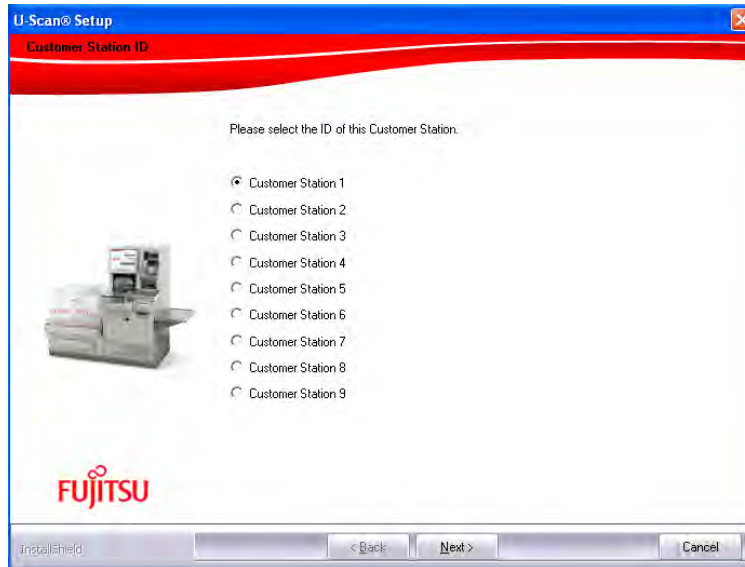 U-Scan® Setup
Customer Station ID
Please select the ID of this Customer Station.
Customer Station 1
Customer Station 2
Customer Station 3
Customer Station 4
Customer Station 5
Customer Station 6
Customer Station 7
Customer Station 8
Customer Station 9
FUJITSU
InstallShield
< Back
Next >
Cancel